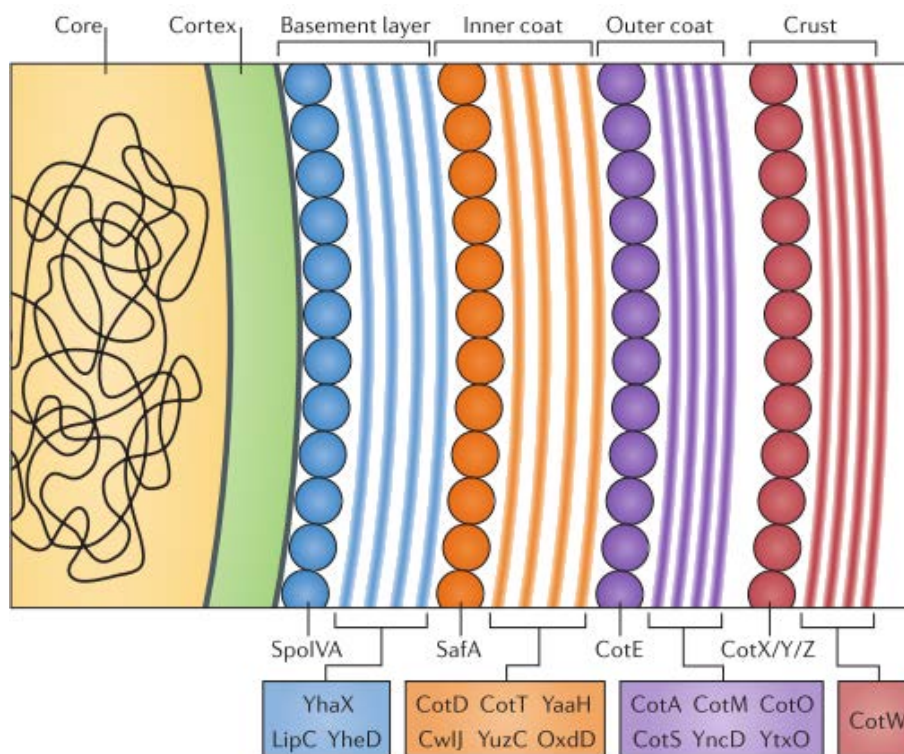 Core Cortex Basement layer Inner coat Outer coat Crust
SpoIVA SafA CotE CotX/Y/Z
YhaX
LipC YheD
CotD CotT YaaH
CwlJ YuzC OxdD
CotA CotM CotO
CotS YncD YtxO
CotW